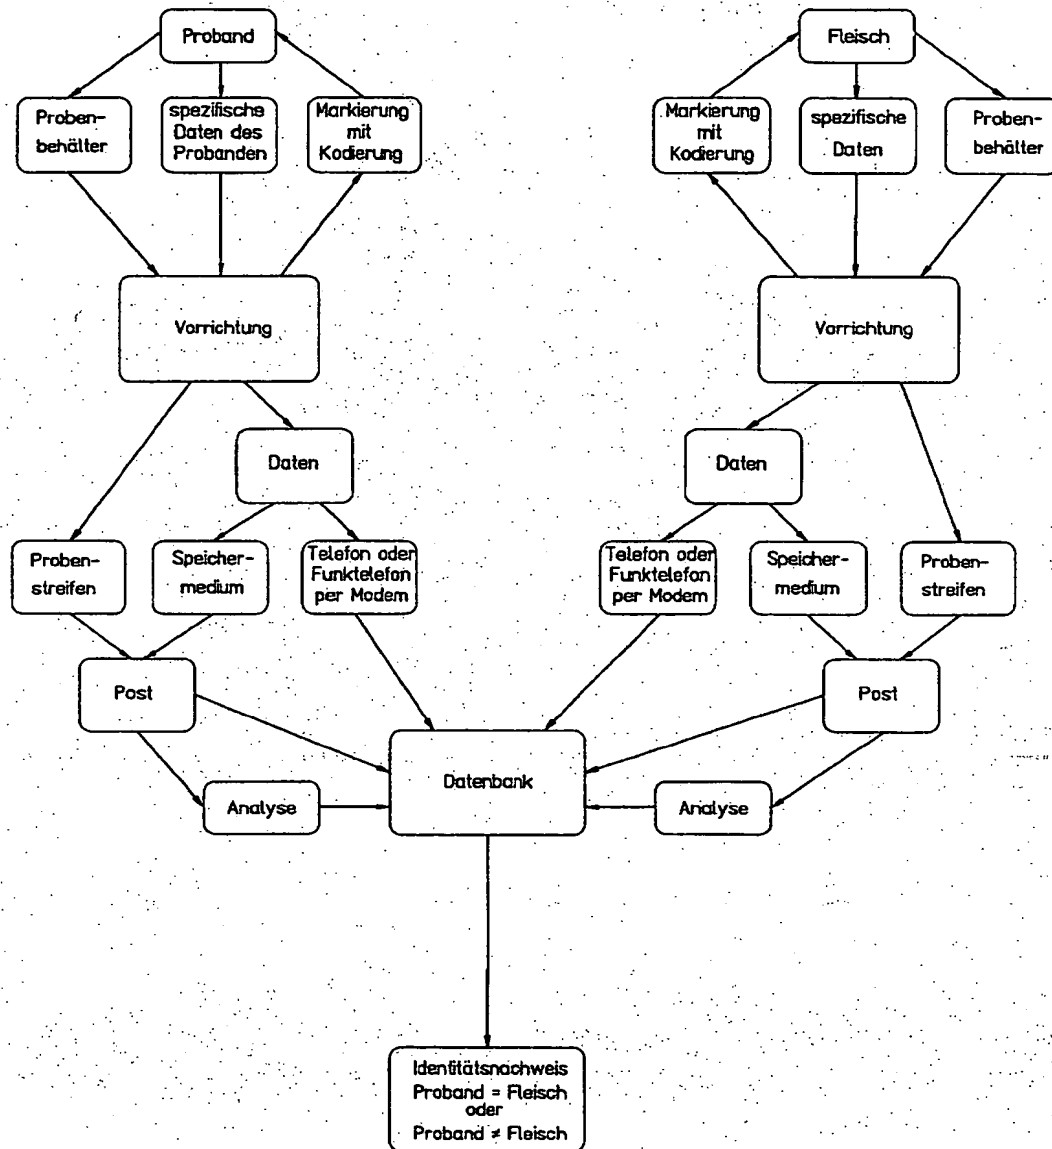 Proband
Proben-
behälter
spezifische
Daten des
Probanden
Markierung
mit
Kodierung
Vorrichtung
Daten
Proben-
streifen
Speicher-
medium
Telefon oder
Funktelefon
per Modem
Post
Analyse
Fleisch
Markierung
mit
Kodierung
spezifische
Daten
Proben-
behälter
Vorrichtung
Daten
Telefon oder
Funktelefon
per Modem
Speicher-
medium
Proben-
streifen
Post
Analyse
Datenbank
Identitätsnachweis
Proband = Fleisch
oder
Proband ≠ Fleisch